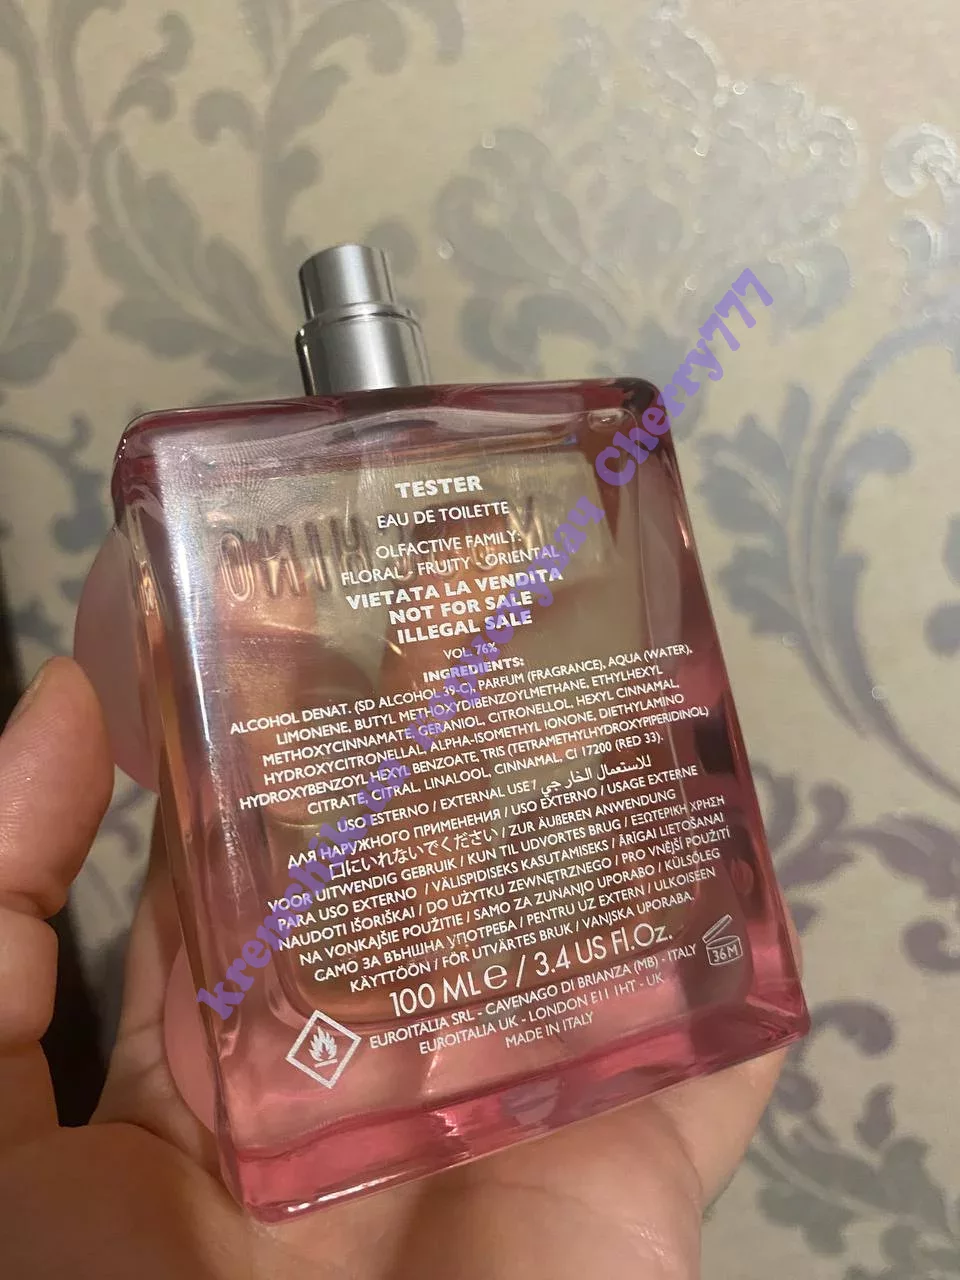 TESTER
EAU DE TOILETTE
OLFACTIVE FAMILY:
FLORAL - FRUITY - ORIENTAL
VIETATA LA VENDITA
NOT FOR SALE
ILLEGAL SALE
VOL. 76%
INGREDIENTS:
ALCOHOL DENAT. (SD ALCOHOL 39-C), PARFUM (FRAGRANCE), AQUA (WATER),
LIMONENE, BUTYL METHOXYDIBENZOYLMETHANE, ETHYLHEXYL
METHOXYCINNAMATE, GERANIOL, CITRONELLOL, HEXYL CINNAMAL,
HYDROXYCITRONELLAL, ALPHA-ISOMETHYL IONONE, DIETHYLAMINO
HYDROXYBENZOYL HEXYL BENZOATE, TRIS (TETRAMETHYLHYDROXYPIPERIDINOL)
CITRATE, CITRAL, LINALOOL, CINNAMAL, CI 17200 (RED 33).
USO ESTERNO / EXTERNAL USE / للاستعمال الخارجي
ДЛЯ НАРУЖНОГО ПРИМЕНЕНИЯ / USO EXTERNO / USAGE EXTERNE
口にいれないでください / ZUR ÄUßEREN ANWENDUNG
VOOR UITWENDIG GEBRUIK / KUN TIL UDVORTES BRUG / ΕΞΩΤΕΡΙΚΗ ΧΡΗΣΗ
PARA USO EXTERNO / VÄLISPIDISEKS KASUTAMISEKS / ĀRĪGAI LIETOŠANAI
NAUDOTI IŠORIŠKAI / DO UŻYTKU ZEWNĘTRZNEGO / PRO VNĚJŠÍ POUŽITÍ
NA VONKAJŠIE POUŽITIE / SAMO ZA ZUNANJO UPORABO / KÜLSŐLEG
САМО ЗА ВЪНШНА УПОТРЕБА / PENTRU UZ EXTERN / ULKOISEEN
KÄYTTÖÖN / FÖR UTVÄRTES BRUK / VANJSKA UPORABA.
100 ML e / 3.4 US Fl.Oz.
36M
EUROITALIA SRL - CAVENAGO DI BRIANZA (MB) - ITALY
EUROITALIA UK - LONDON E11 1HT - UK
MADE IN ITALY
MOSCHINO
Cherry777